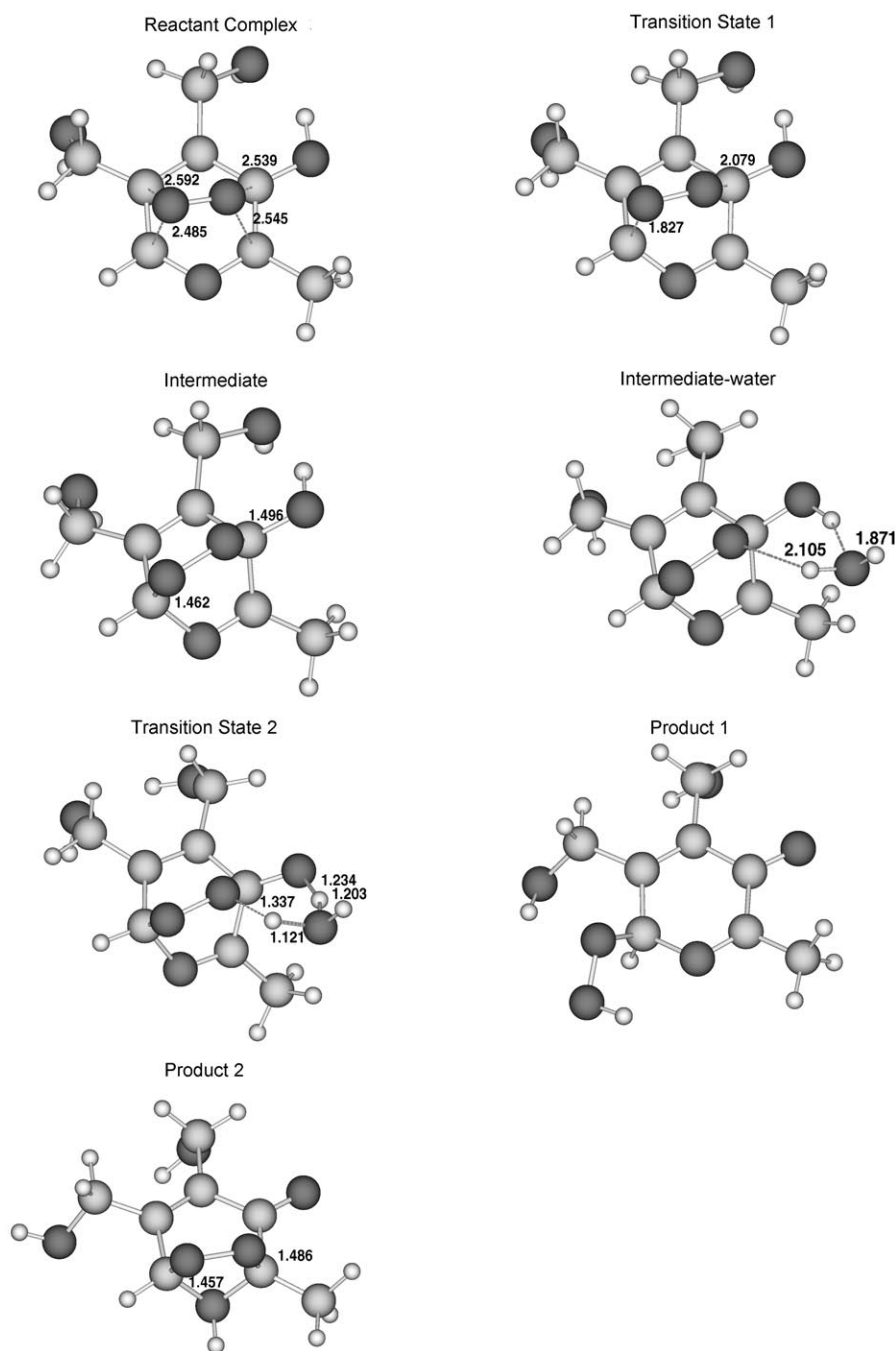 Reactant Complex
Transition State 1
2.539
2.592
2.545
2.485
2.079
1.827
Intermediate
Intermediate-water
1.496
1.462
1.871
2.105
Transition State 2
Product 1
1.234
1.337
1.203
1.121
Product 2
1.486
1.457